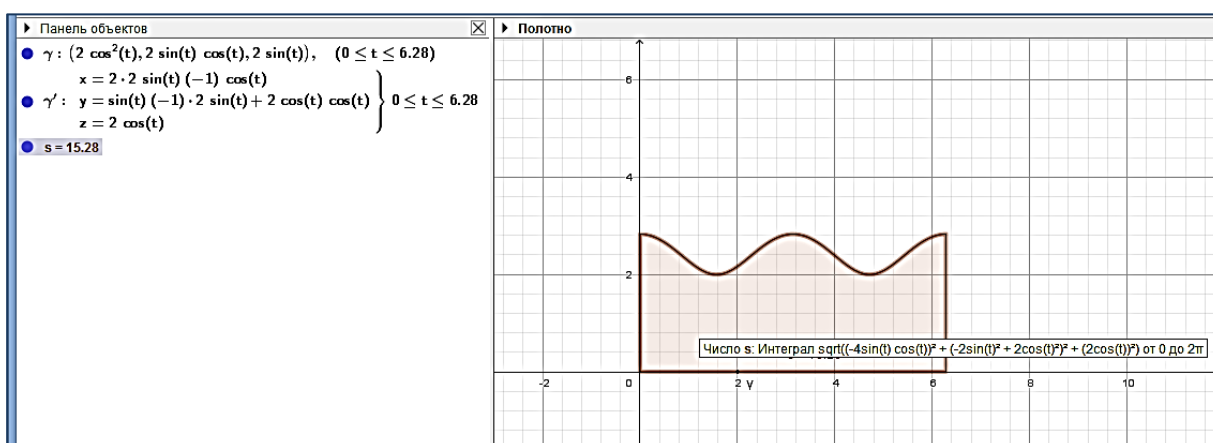 Панель объектов
Полотно
γ : (2 cos²(t), 2 sin(t) cos(t), 2 sin(t)), (0 ≤ t ≤ 6.28)
x = 2 · 2 sin(t) (−1) cos(t)
γ′ : y = sin(t) (−1) · 2 sin(t) + 2 cos(t) cos(t) } 0 ≤ t ≤ 6.28
z = 2 cos(t)
s = 15.28
6
4
2
Число s: Интеграл sqrt((-4sin(t) cos(t))² + (-2sin(t)² + 2cos(t)²)² + (2cos(t))²) от 0 до 2π
-2 0 2 γ 4 6 8 10